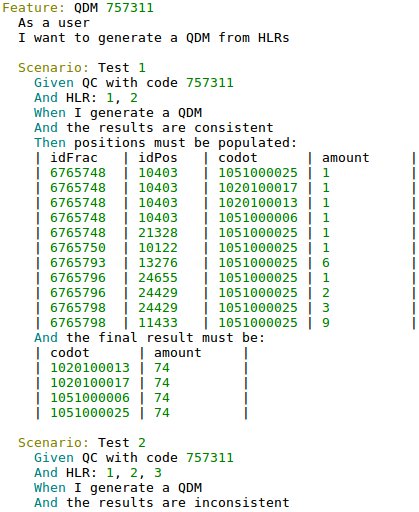 Feature: QDM 757311
As a user
I want to generate a QDM from HLRs
Scenario: Test 1
Given QC with code 757311
And HLR: 1, 2
When I generate a QDM
And the results are consistent
Then positions must be populated:
| idFrac | idPos | codot | amount |
| 6765748 | 10403 | 1051000025 | 1 |
| 6765748 | 10403 | 1020100017 | 1 |
| 6765748 | 10403 | 1020100013 | 1 |
| 6765748 | 10403 | 1051000006 | 1 |
| 6765748 | 21328 | 1051000025 | 1 |
| 6765750 | 10122 | 1051000025 | 1 |
| 6765793 | 13276 | 1051000025 | 6 |
| 6765796 | 24655 | 1051000025 | 1 |
| 6765796 | 24429 | 1051000025 | 2 |
| 6765798 | 24429 | 1051000025 | 3 |
| 6765798 | 11433 | 1051000025 | 9 |
And the final result must be:
| codot | amount |
| 1020100013 | 74 |
| 1020100017 | 74 |
| 1051000006 | 74 |
| 1051000025 | 74 |
Scenario: Test 2
Given QC with code 757311
And HLR: 1, 2, 3
When I generate a QDM
And the results are inconsistent